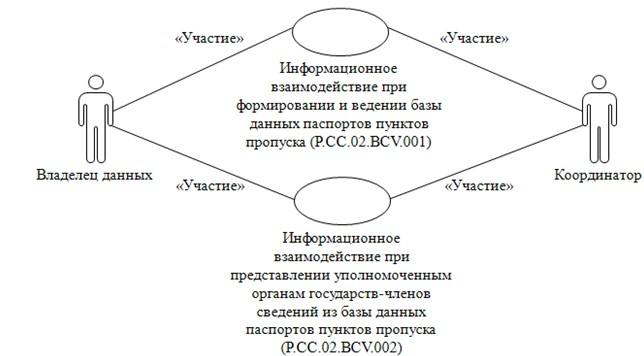 «Участие» «Участие»
Информационное
взаимодействие при
формировании и ведении базы
данных паспортов пунктов
пропуска (P.CC.02.BCV.001)
Владелец данных
Координатор
«Участие» «Участие»
Информационное
взаимодействие при
представлении уполномоченным
органам государств-членов
сведений из базы данных
паспортов пунктов пропуска
(P.CC.02.BCV.002)